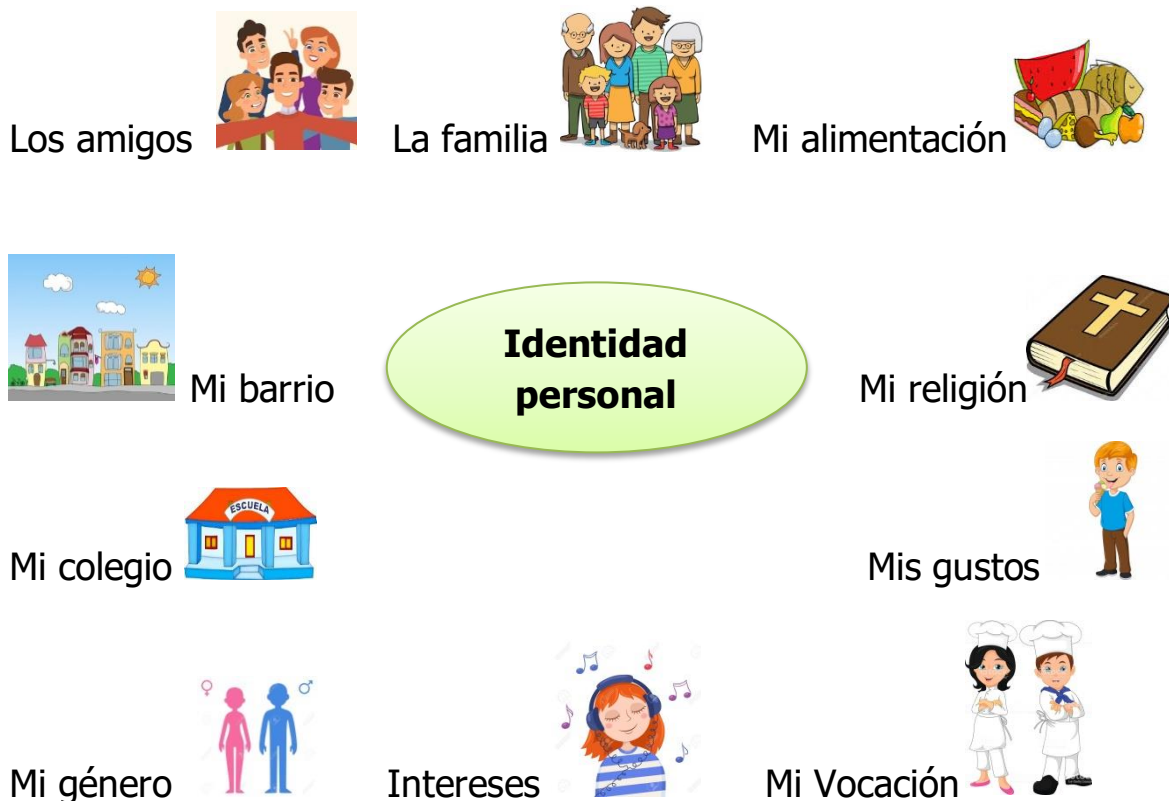 Los amigos
La familia
Mi alimentación
Mi barrio
Identidad
personal
Mi religión
ESCUELA
Mi colegio
Mis gustos
Mi género
Intereses
Mi Vocación